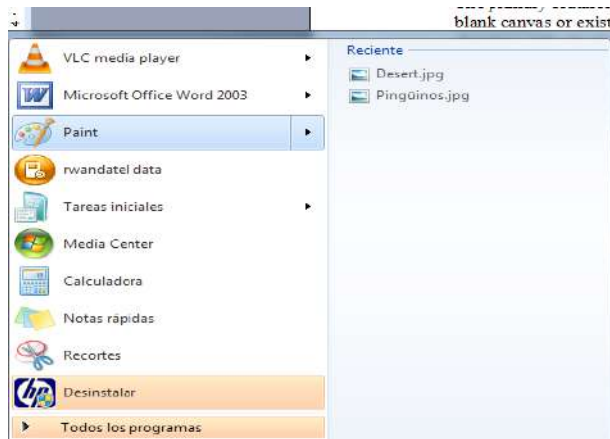 blank canvas or exist
VLC media player
Microsoft Office Word 2003
Paint
rwandatel data
Tareas iniciales
Media Center
Calculadora
Notas rápidas
Recortes
Desinstalar
Todos los programas
Reciente
Desert.jpg
Pingüinos.jpg